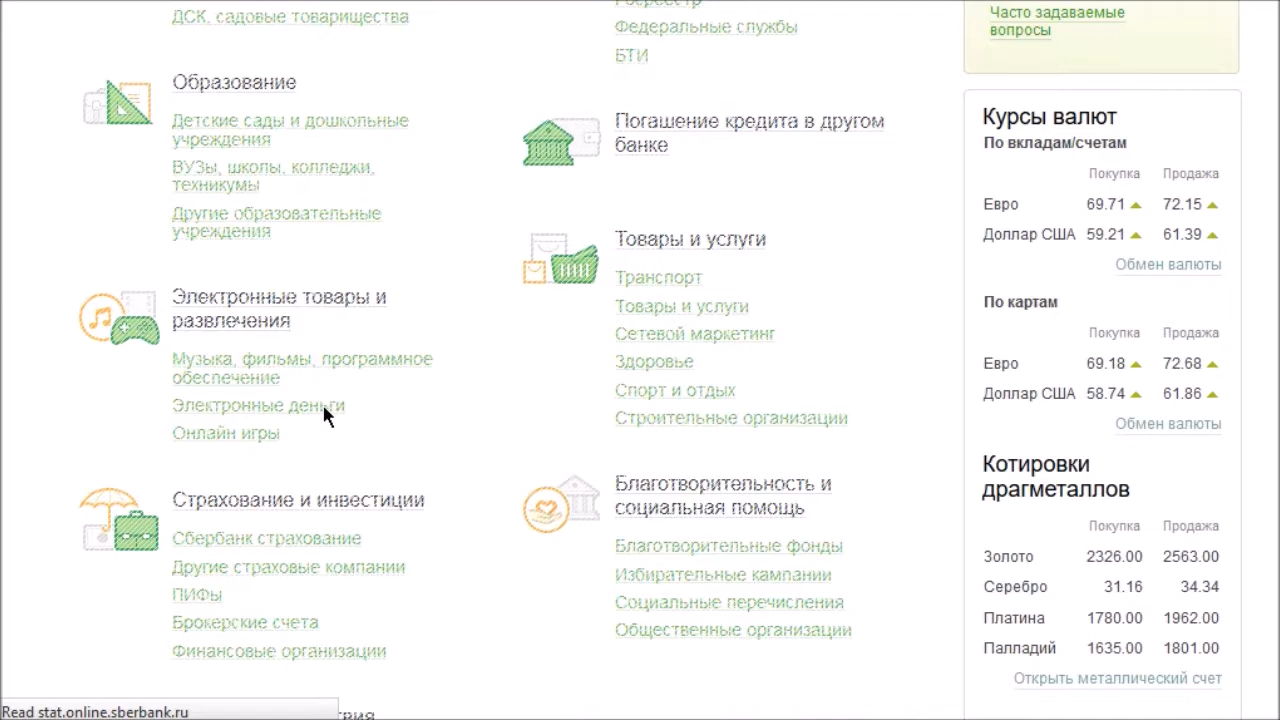 ДСК, садовые товарищества
Образование
Детские сады и дошкольные
учреждения
ВУЗы, школы, колледжи,
техникумы
Другие образовательные
учреждения
Электронные товары и
развлечения
Музыка, фильмы, программное
обеспечение
Электронные деньги
Онлайн игры
Страхование и инвестиции
Сбербанк страхование
Другие страховые компании
ПИФы
Брокерские счета
Финансовые организации
Росреестр
Федеральные службы
БТИ
Погашение кредита в другом
банке
Товары и услуги
Транспорт
Товары и услуги
Сетевой маркетинг
Здоровье
Спорт и отдых
Строительные организации
Благотворительность и
социальная помощь
Благотворительные фонды
Избирательные кампании
Социальные перечисления
Общественные организации
Часто задаваемые
вопросы
Курсы валют
По вкладам/счетам
Покупка Продажа
Евро 69.71 72.15
Доллар США 59.21 61.39
Обмен валюты
По картам
Покупка Продажа
Евро 69.18 72.68
Доллар США 58.74 61.86
Обмен валюты
Котировки
драгметаллов
Покупка Продажа
Золото 2326.00 2563.00
Серебро 31.16 34.34
Платина 1780.00 1962.00
Палладий 1635.00 1801.00
Открыть металлический счет
Read stat.online.sberbank.ru